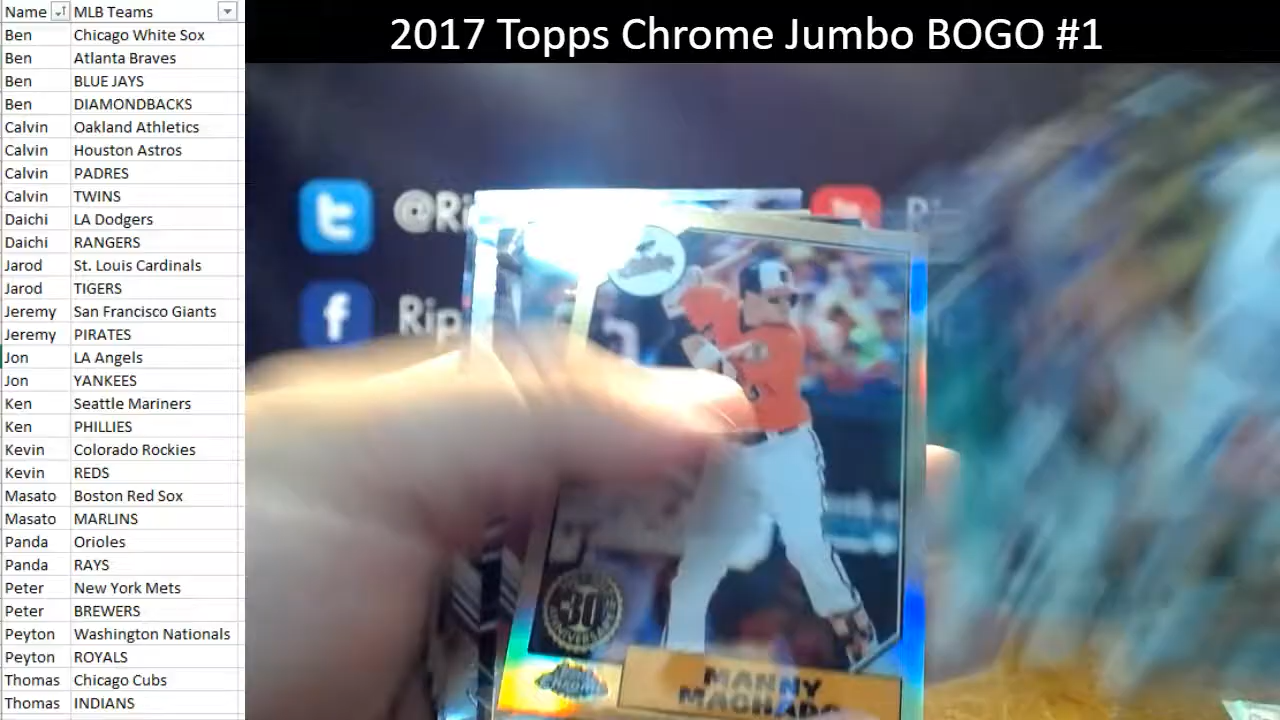 2017 Topps Chrome Jumbo BOGO #1
Name MLB Teams
Ben Chicago White Sox
Ben Atlanta Braves
Ben BLUE JAYS
Ben DIAMONDBACKS
Calvin Oakland Athletics
Calvin Houston Astros
Calvin PADRES
Calvin TWINS
Daichi LA Dodgers
Daichi RANGERS
Jarod St. Louis Cardinals
Jarod TIGERS
Jeremy San Francisco Giants
Jeremy PIRATES
Jon LA Angels
Jon YANKEES
Ken Seattle Mariners
Ken PHILLIES
Kevin Colorado Rockies
Kevin REDS
Masato Boston Red Sox
Masato MARLINS
Panda Orioles
Panda RAYS
Peter New York Mets
Peter BREWERS
Peyton Washington Nationals
Peyton ROYALS
Thomas Chicago Cubs
Thomas INDIANS
@Ri
Rip
30
MANNY
MACHADO